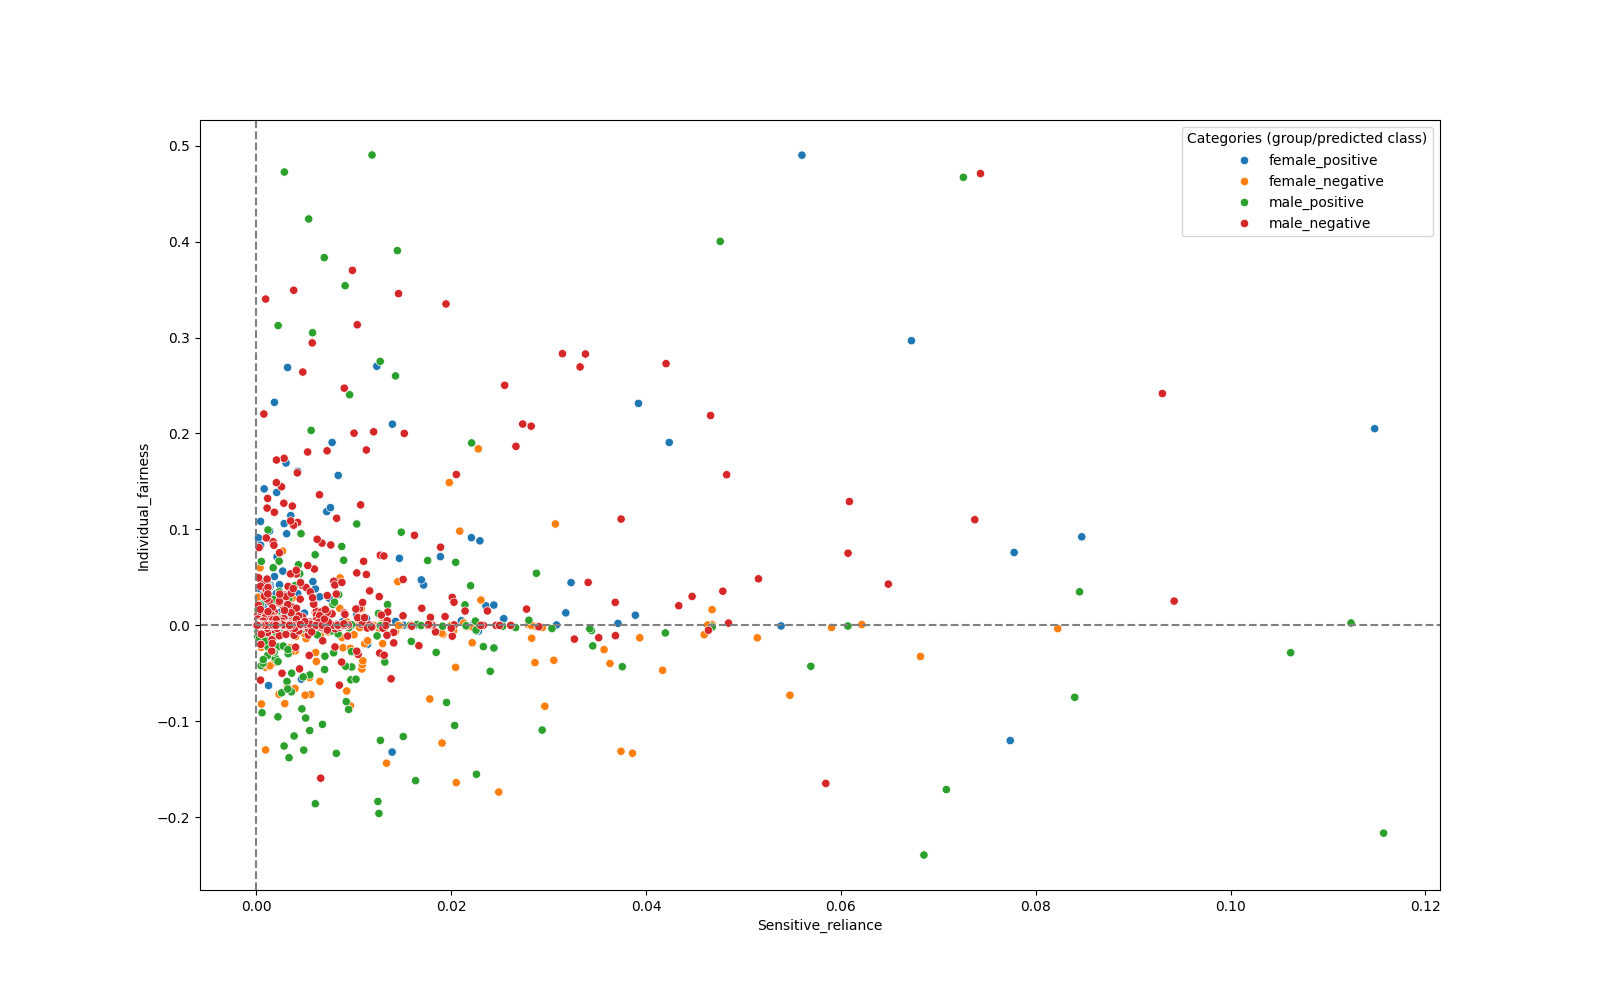 Categories (group/predicted class)
female_positive
female_negative
male_positive
male_negative
0.5
0.4
0.3
0.2
0.1
0.0
−0.1
−0.2
Individual_fairness
0.00
0.02
0.04
0.06
0.08
0.10
0.12
Sensitive_reliance